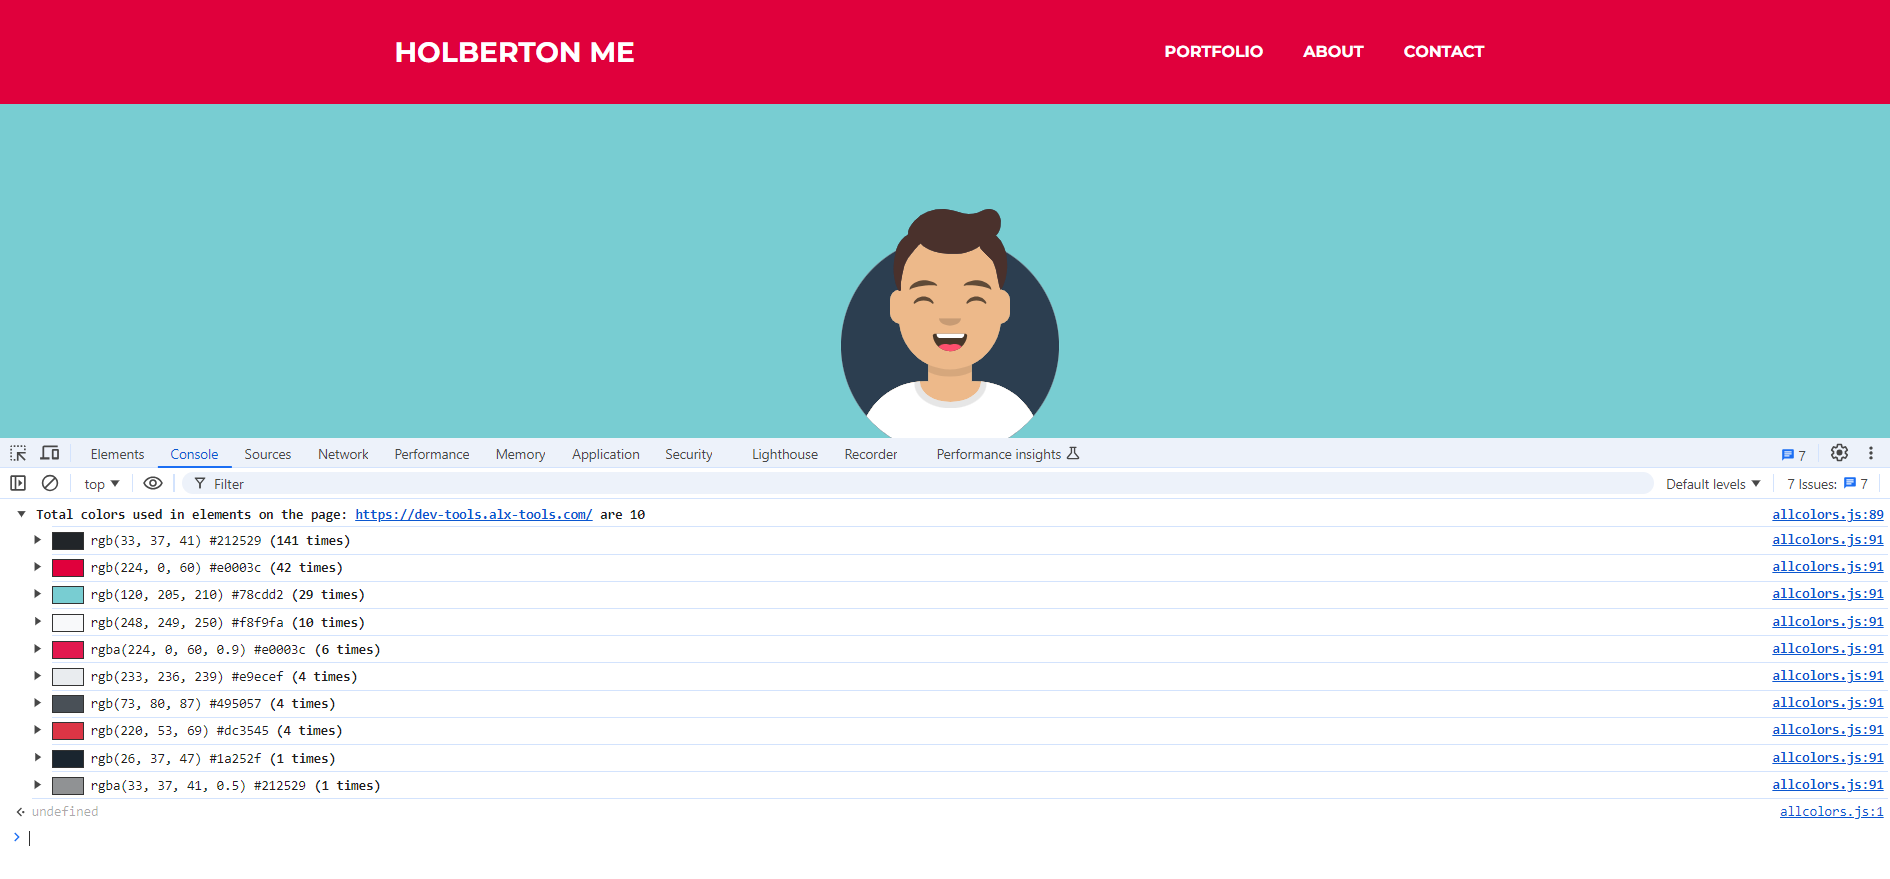 HOLBERTON ME PORTFOLIO ABOUT CONTACT
Elements Console Sources Network Performance Memory Application Security Lighthouse Recorder Performance insights 7
top Filter Default levels 7 Issues: 7
Total colors used in elements on the page: https://dev-tools.alx-tools.com/ are 10 allcolors.js:89
rgb(33, 37, 41) #212529 (141 times) allcolors.js:91
rgb(224, 0, 60) #e0003c (42 times) allcolors.js:91
rgb(120, 205, 210) #78cdd2 (29 times) allcolors.js:91
rgb(248, 249, 250) #f8f9fa (10 times) allcolors.js:91
rgba(224, 0, 60, 0.9) #e0003c (6 times) allcolors.js:91
rgb(233, 236, 239) #e9ecef (4 times) allcolors.js:91
rgb(73, 80, 87) #495057 (4 times) allcolors.js:91
rgb(220, 53, 69) #dc3545 (4 times) allcolors.js:91
rgb(26, 37, 47) #1a252f (1 times) allcolors.js:91
rgba(33, 37, 41, 0.5) #212529 (1 times) allcolors.js:91
undefined allcolors.js:1